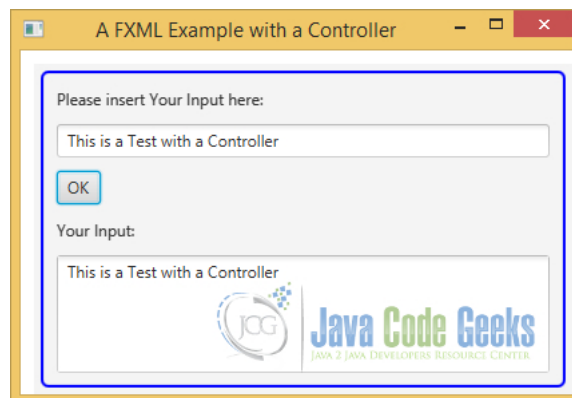 A FXML Example with a Controller
Please insert Your Input here:
This is a Test with a Controller
OK
Your Input:
This is a Test with a Controller
JCG
Java Code Geeks
JAVA 2 JAVA DEVELOPERS RESOURCE CENTER